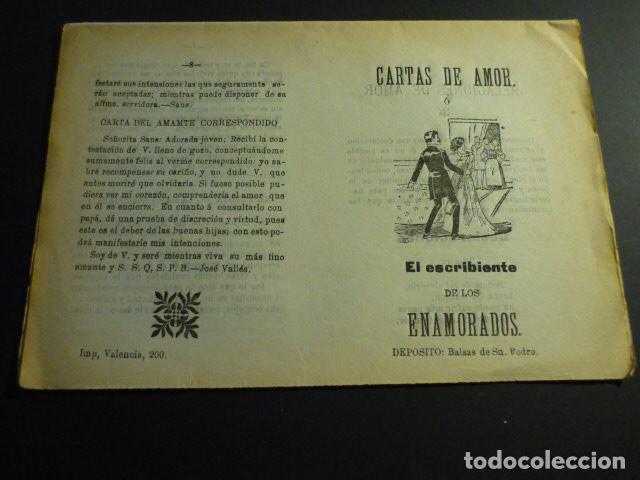 —8—
festaré sus intenciones las que seguramente se-
rán aceptadas; mientras puede disponer de su
affma. servidora.—Sans.
CARTA DEL AMAMTE CORRESPONDIDO
Señorita Sans: Adorada jóven; Recibí la con-
testación de V. lleno de gozo, conceptuándome
sumamente feliz al verme correspondido: yo sa-
bré recompensar su cariño, y no dude V. que
antes moriré que olvidarla. Si fuese posible pu-
diera ver mi corazón, comprendería el amor que
en él se encierra. En cuanto á consultarlo con
papá, dá una prueba de discreción y virtud, pues
este es el deber de las buenas hijas; con esto po-
drá manifestarle mis intenciones.
Soy de V. y seré mientras viva su más fino
amante y S. S. Q, S. P. B.—José Vallés.
Imp, Valencia, 200.
CARTAS DE AMOR.
Ó
El escribiente
DE LOS
ENAMORADOS.
DEPOSITO: Balsas de Sn. Pedro.
todocoleccion